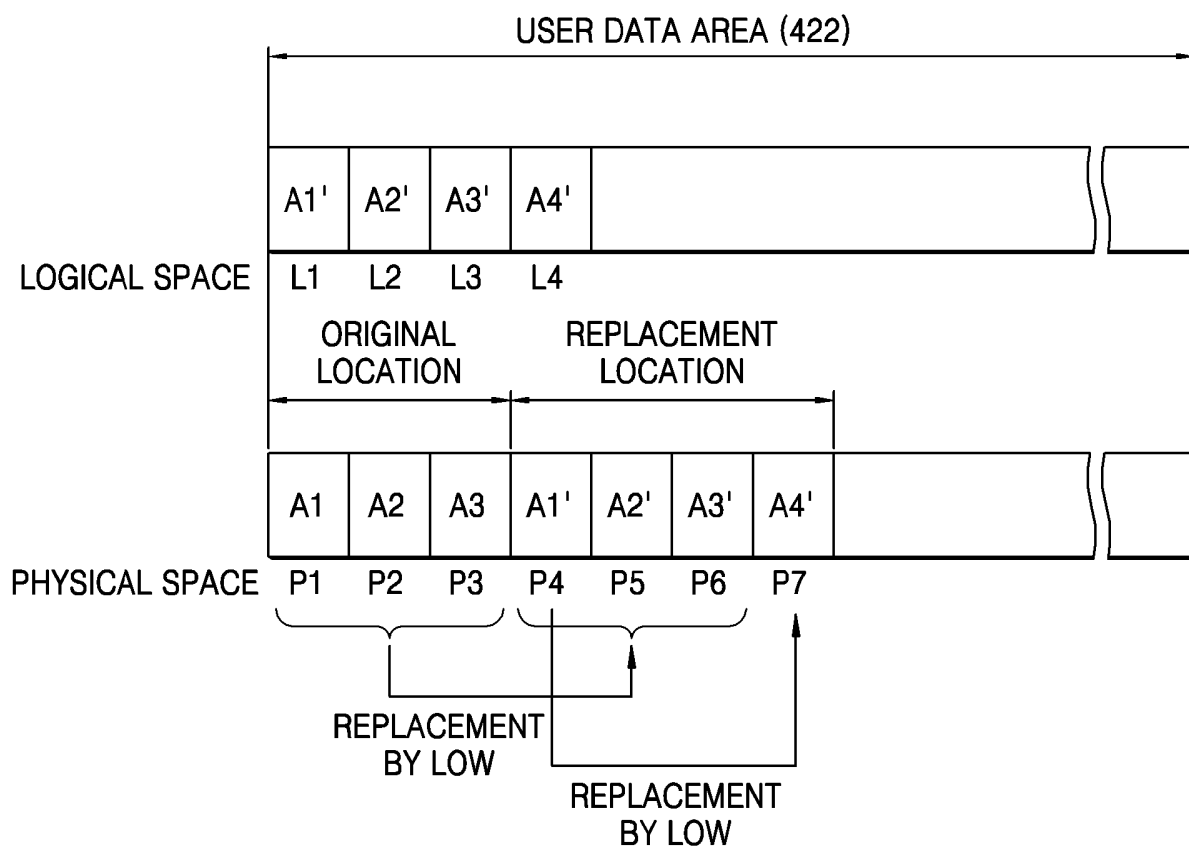 USER DATA AREA (422)
A1' A2' A3' A4'
LOGICAL SPACE L1 L2 L3 L4
ORIGINAL
LOCATION
REPLACEMENT
LOCATION
A1 A2 A3 A1' A2' A3' A4'
PHYSICAL SPACE P1 P2 P3 P4 P5 P6 P7
REPLACEMENT
BY LOW
REPLACEMENT
BY LOW